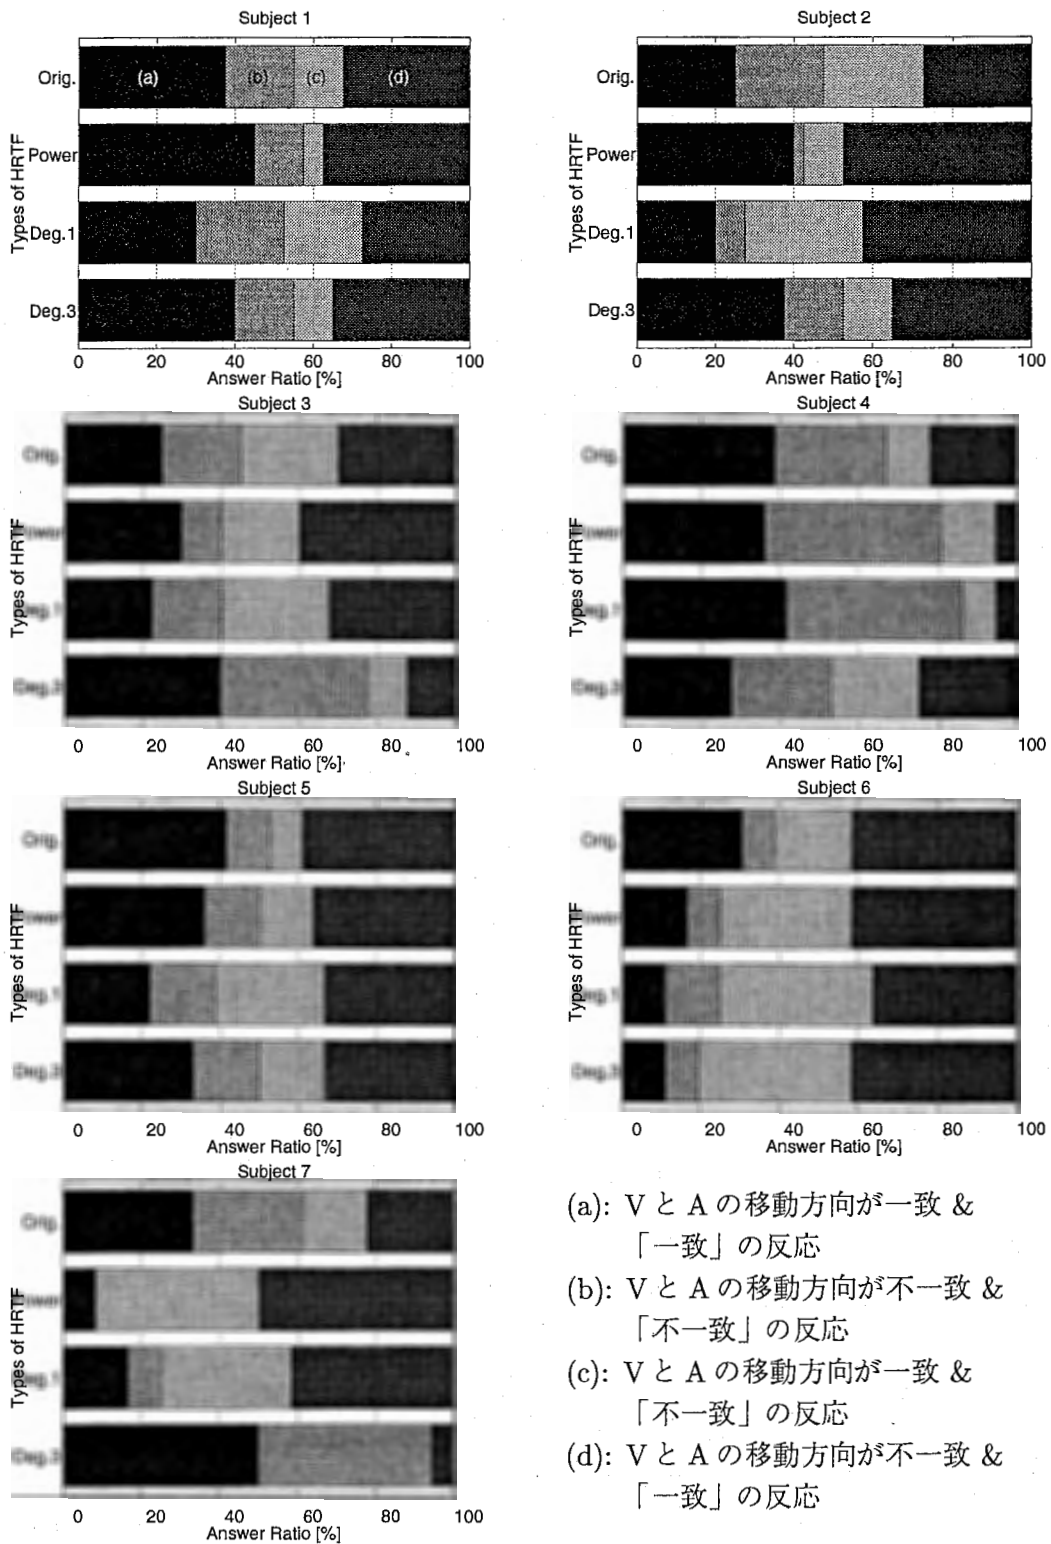 Subject 1
Orig. (a) (b) (c) (d)
Power
Deg.1
Deg.3
Types of HRTF
0 20 40 60 80 100
Answer Ratio [%]
Subject 2
Orig.
Power
Deg.1
Deg.3
Types of HRTF
0 20 40 60 80 100
Answer Ratio [%]
Subject 3
Types of HRTF
0 20 40 60 80 100
Answer Ratio [%]
Subject 4
Types of HRTF
0 20 40 60 80 100
Answer Ratio [%]
Subject 5
Types of HRTF
0 20 40 60 80 100
Answer Ratio [%]
Subject 6
Types of HRTF
0 20 40 60 80 100
Answer Ratio [%]
Subject 7
Types of HRTF
0 20 40 60 80 100
Answer Ratio [%]
(a): V と A の移動方向が一致 &
「一致」の反応
(b): V と A の移動方向が不一致 &
「不一致」の反応
(c): V と A の移動方向が一致 &
「不一致」の反応
(d): V と A の移動方向が不一致 &
「一致」の反応